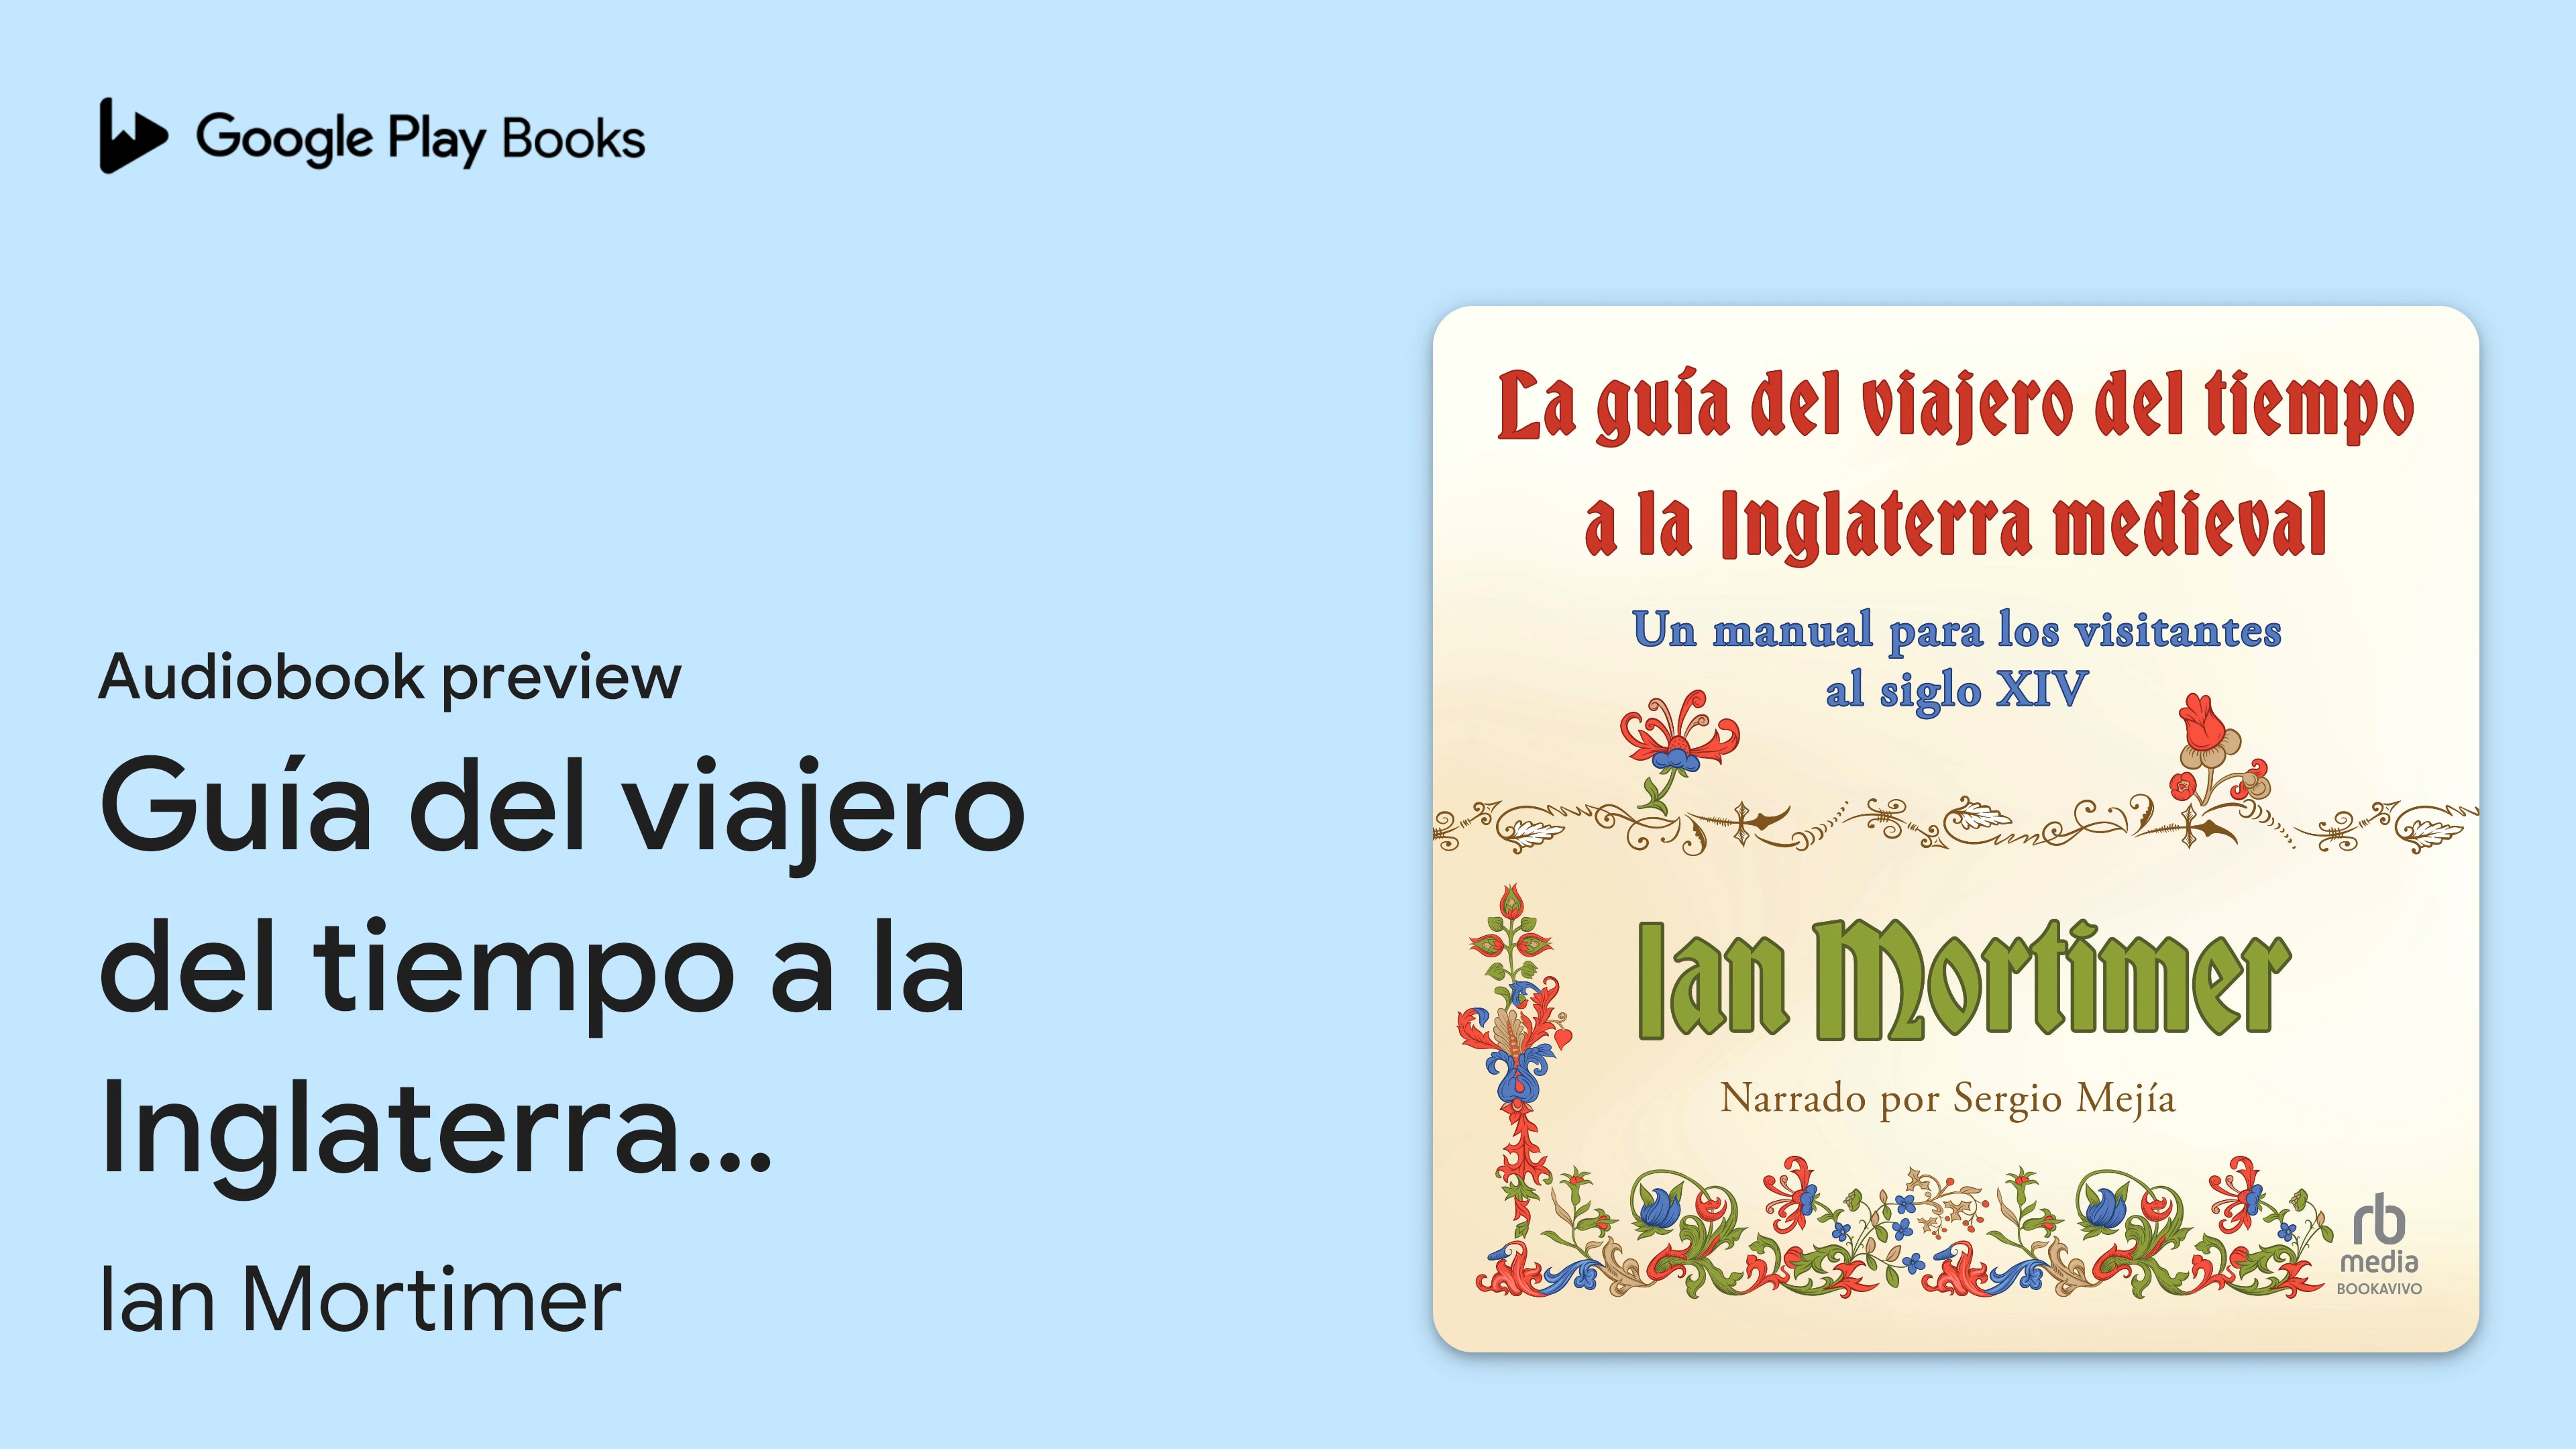 Google Play Books
Audiobook preview
Guía del viajero
del tiempo a la
Inglaterra...
Ian Mortimer
La guía del viajero del tiempo
a la Inglaterra medieval
Un manual para los visitantes
al siglo XIV
Ian Mortimer
Narrado por Sergio Mejía
rb
media
BOOKAVIVO